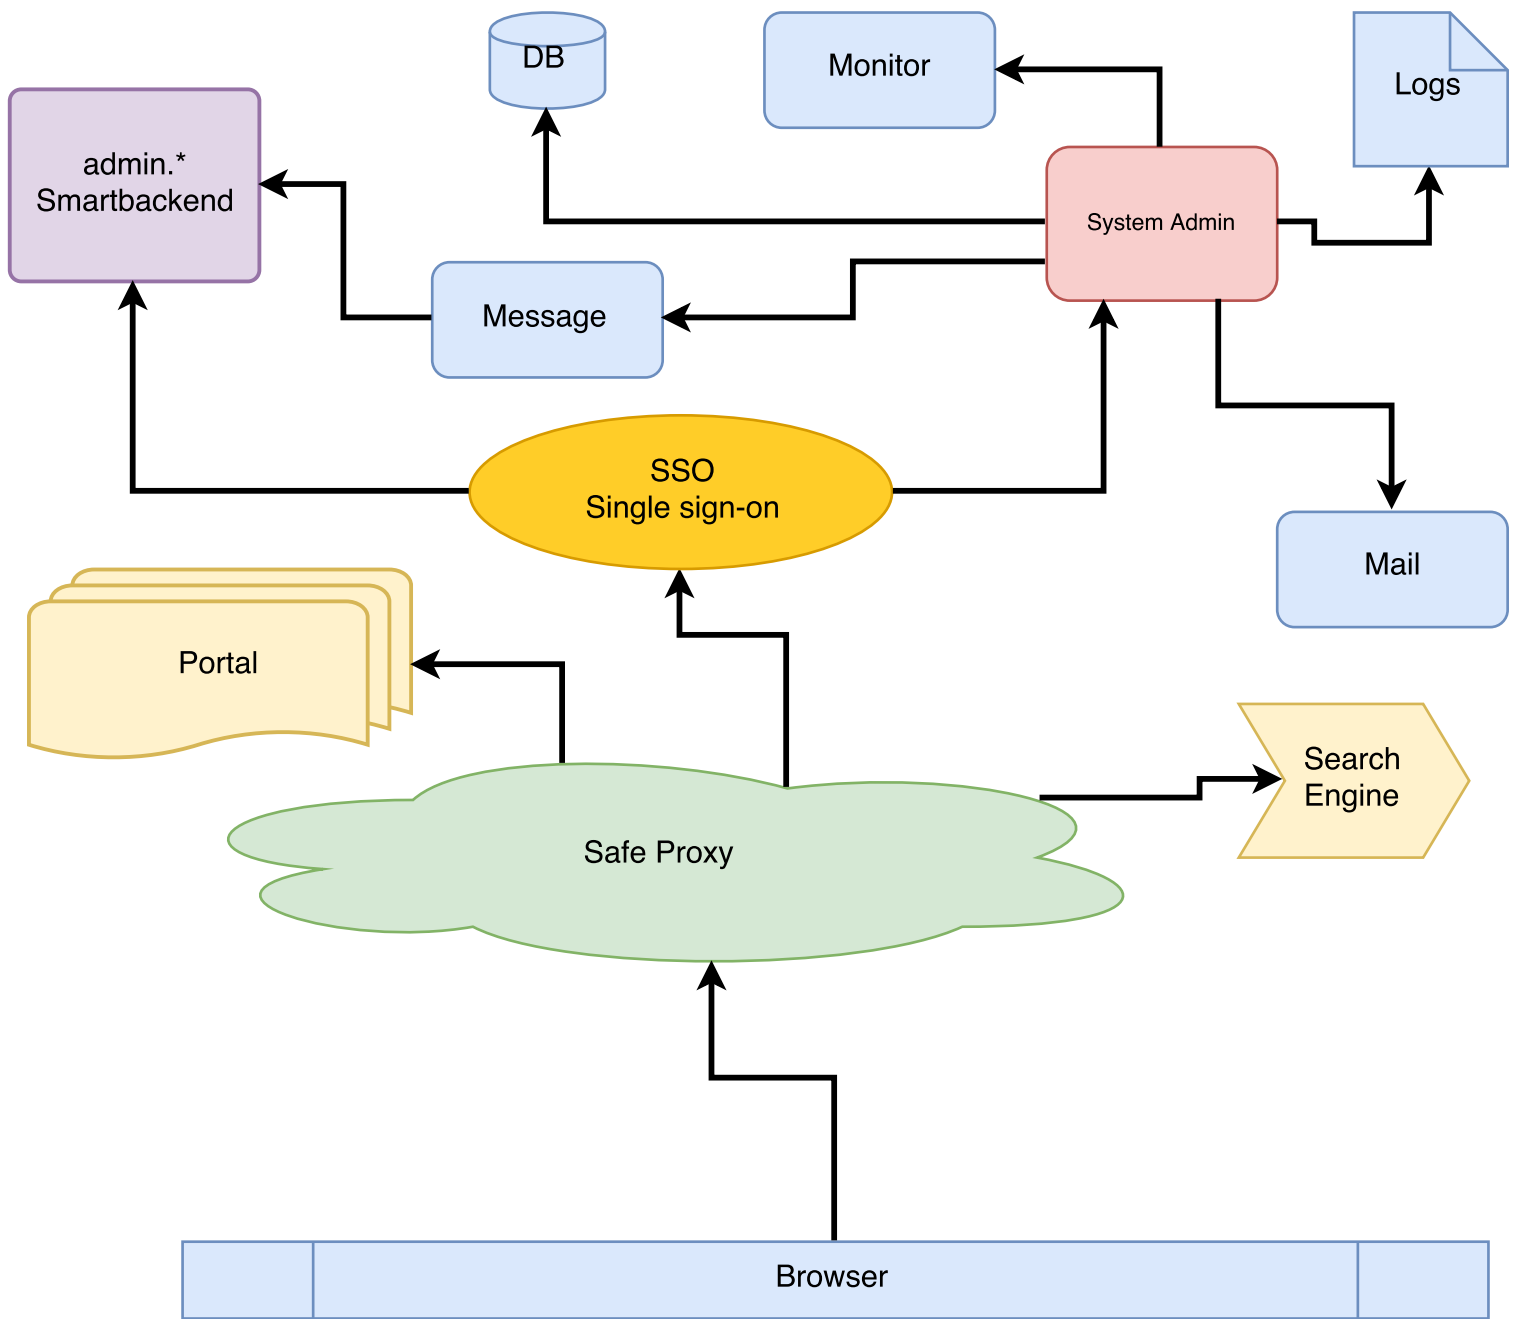 DB
Monitor
Logs
admin.*
Smartbackend
System Admin
Message
SSO
Single sign-on
Mail
Portal
Search
Engine
Safe Proxy
Browser